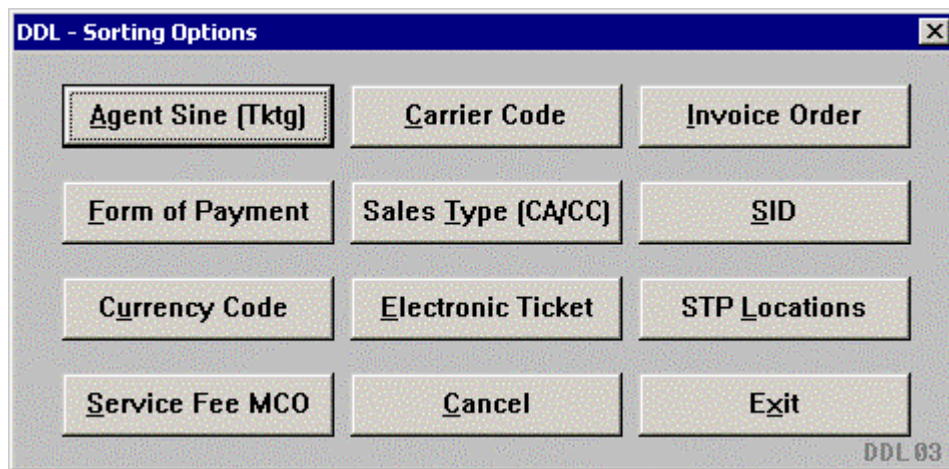 DDL - Sorting Options
Agent Sine (Tktg) Carrier Code Invoice Order
Form of Payment Sales Type (CA/CC) SID
Currency Code Electronic Ticket STP Locations
Service Fee MCO Cancel Exit
DDL 03